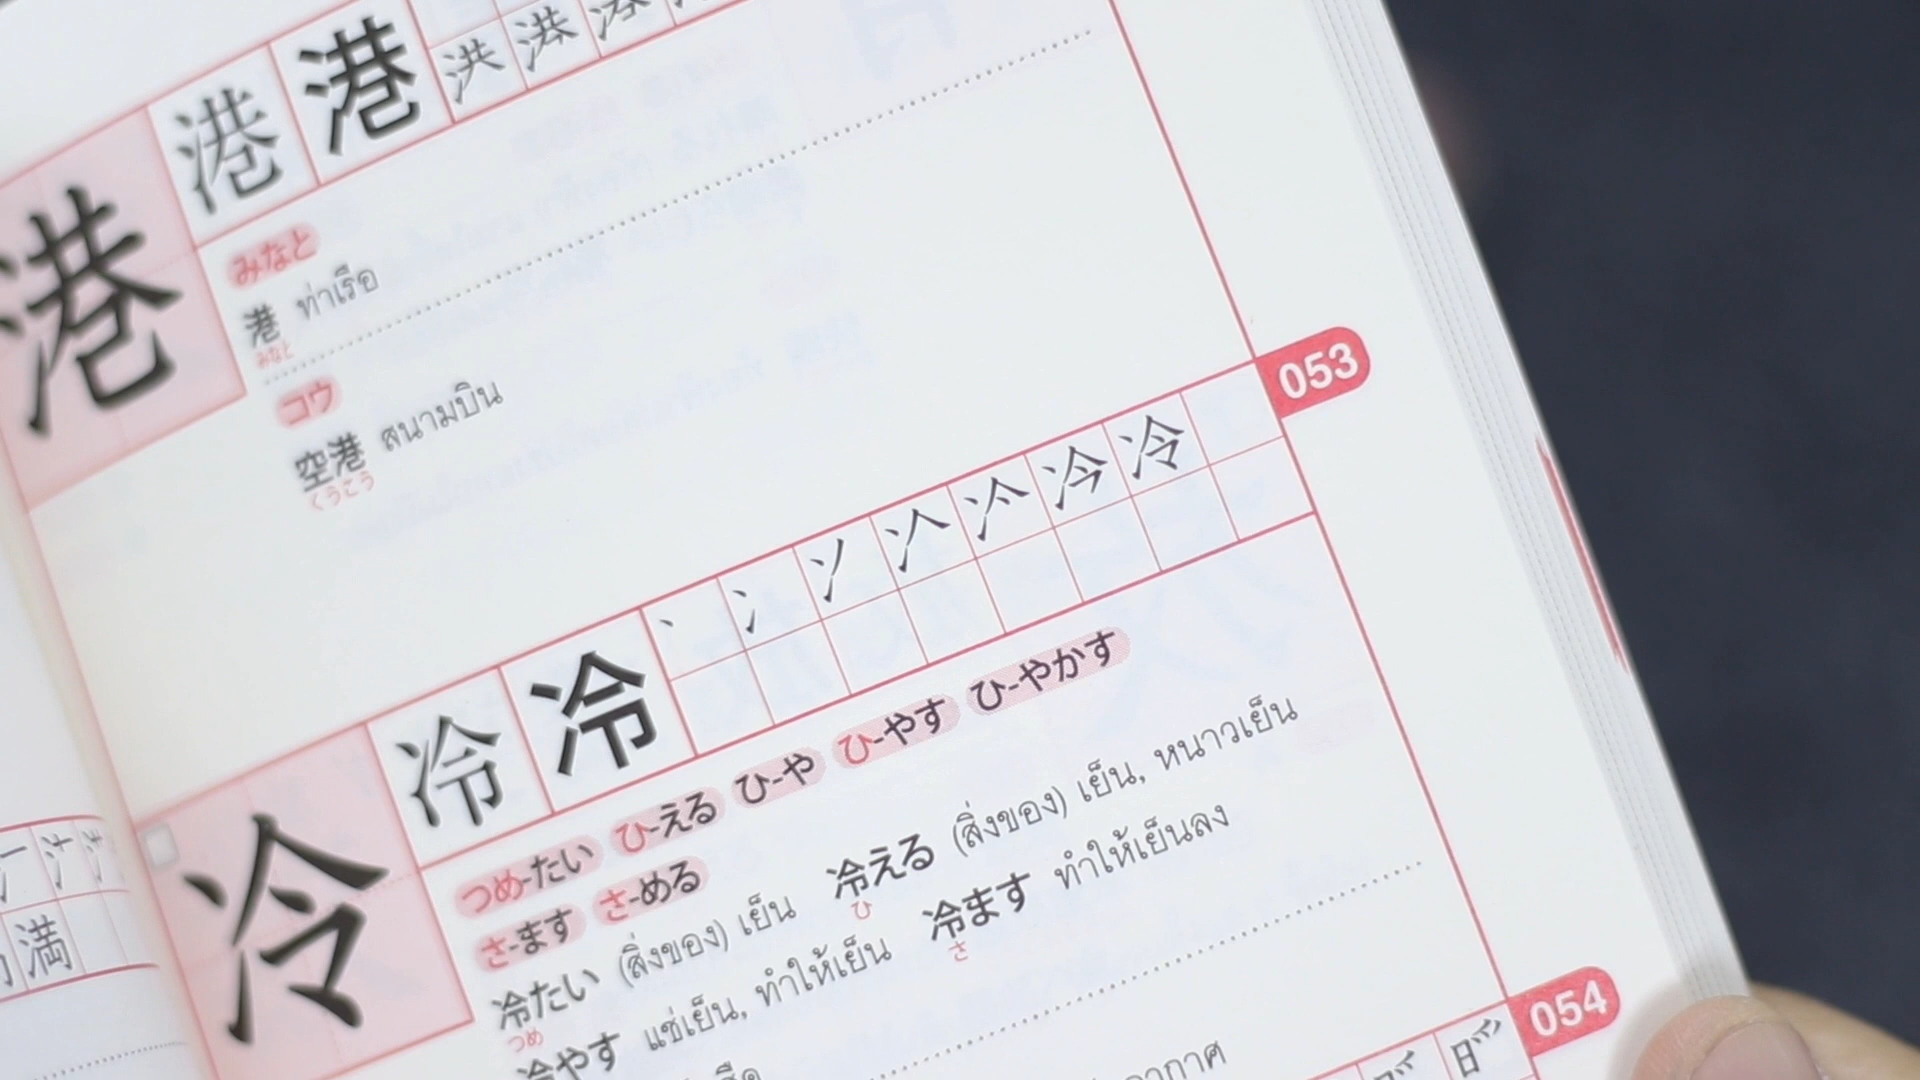 港 港 港
みなと
港 ท่าเรือ
みなと
コウ
空港 สนามบิน
くうこう
053
冷 冷 冷
つめ-たい ひ-える ひ-や ひ-やす ひ-やかす
さ-ます さ-める
冷たい (สิ่งของ) เย็น 冷える (สิ่งของ) เย็น, หนาวเย็น
つめ ひ
冷やす แช่เย็น, ทำให้เย็น 冷ます ทำให้เย็นลง
さ
054
満